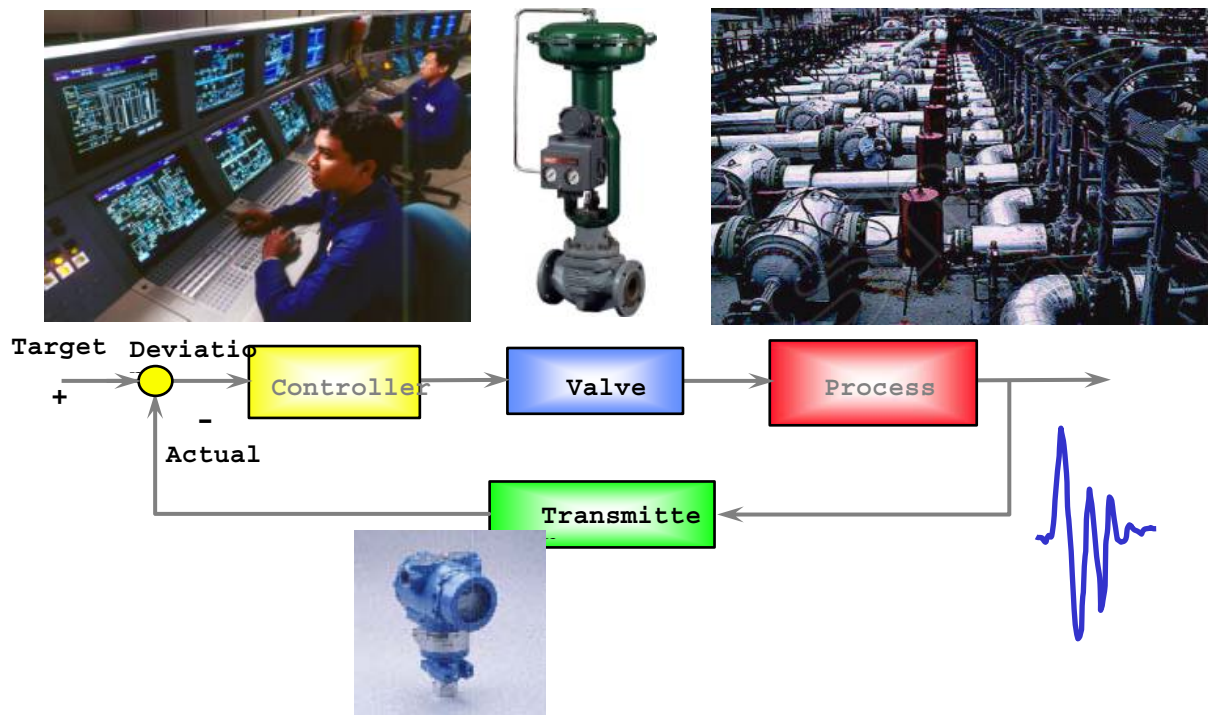 Target
Deviatio
+
Controller
Valve
Process
-
Actual
Transmitte